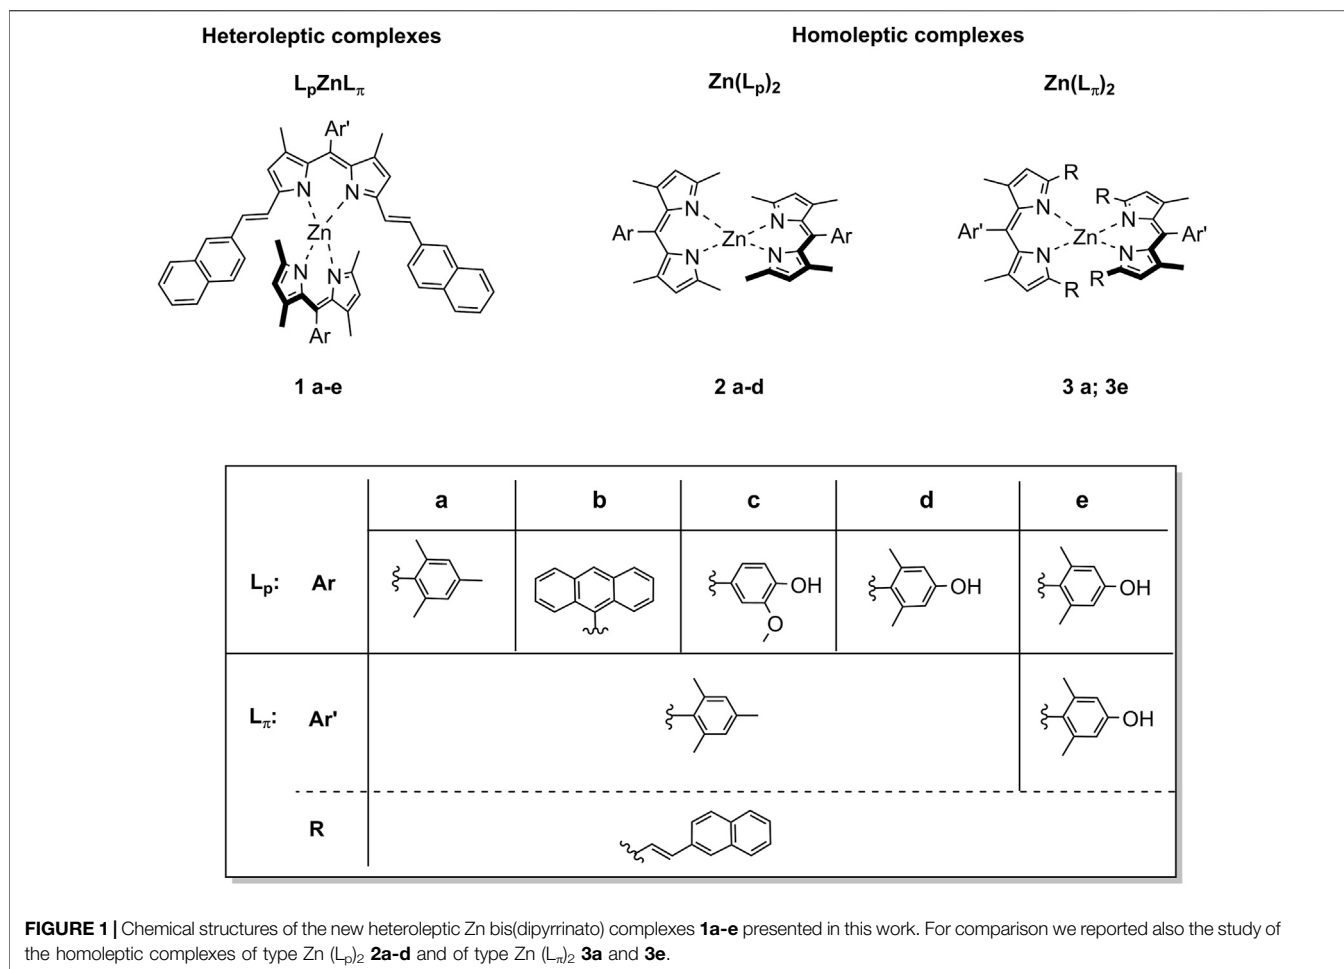 Heteroleptic complexes
Homoleptic complexes
LpZnLπ
Zn(Lp)2
Zn(Lπ)2
Ar'
N
N
Zn
N
N
Ar
1 a-e
Ar
N
N
Zn
N
N
Ar
2 a-d
R
N
Ar'
N
R
Zn
R
N
N
R
Ar'
3 a; 3e
a
b
c
d
e
Lp:
Ar
OH
O
OH
OH
Lπ:
Ar'
OH
R
FIGURE 1 | Chemical structures of the new heteroleptic Zn bis(dipyrrinato) complexes 1a-e presented in this work. For comparison we reported also the study of
the homoleptic complexes of type Zn (Lp)2 2a-d and of type Zn (Lπ)2 3a and 3e.